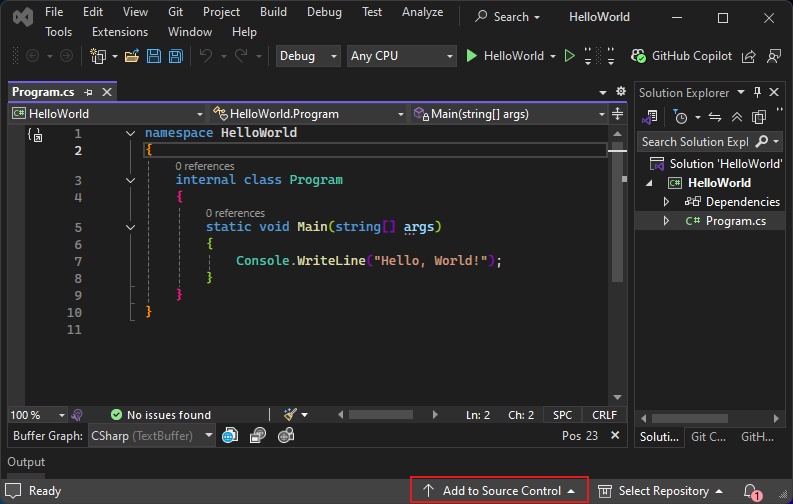 File Edit View Git Project Build Debug Test Analyze Search HelloWorld
Tools Extensions Window Help
Debug Any CPU HelloWorld GitHub Copilot
Program.cs
Solution Explorer
C# HelloWorld HelloWorld.Program Main(string[] args)
Search Solution Expl
1 namespace HelloWorld
2 {
0 references
3 internal class Program
4 {
0 references
5 static void Main(string[] args)
6 {
7 Console.WriteLine("Hello, World!");
8 }
9 }
10 }
11
Solution 'HelloWorld'
C# HelloWorld
Dependencies
C# Program.cs
100 % No issues found Ln: 2 Ch: 2 SPC CRLF
Buffer Graph: CSharp (TextBuffer) Pos 23
Soluti... Git C... GitH...
Output
Ready Add to Source Control Select Repository 1